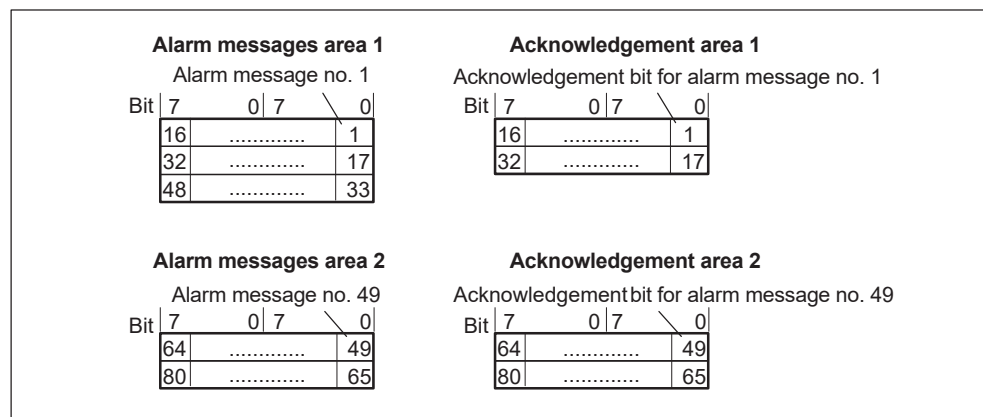 Alarm messages area 1 Acknowledgement area 1
Alarm message no. 1 Acknowledgement bit for alarm message no. 1
Bit 7 0 7 0 Bit 7 0 7 0
16 ............. 1 16 ............. 1
32 ............. 17 32 ............. 17
48 ............. 33
Alarm messages area 2 Acknowledgement area 2
Alarm message no. 49 Acknowledgement bit for alarm message no. 49
Bit 7 0 7 0 Bit 7 0 7 0
64 ............. 49 64 ............. 49
80 ............. 65 80 ............. 65